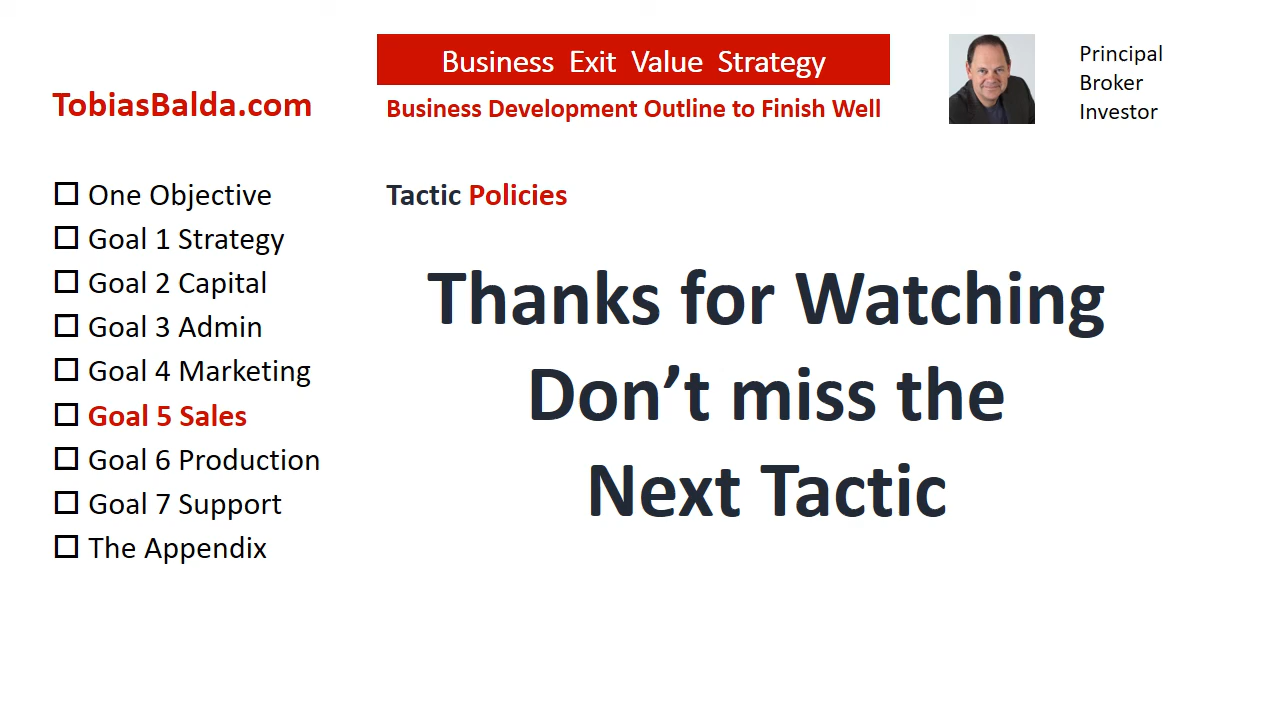 Business Exit Value Strategy
TobiasBalda.com
Business Development Outline to Finish Well
Principal
Broker
Investor
One Objective
Goal 1 Strategy
Goal 2 Capital
Goal 3 Admin
Goal 4 Marketing
Goal 5 Sales
Goal 6 Production
Goal 7 Support
The Appendix
Tactic Policies
Thanks for Watching
Don’t miss the
Next Tactic